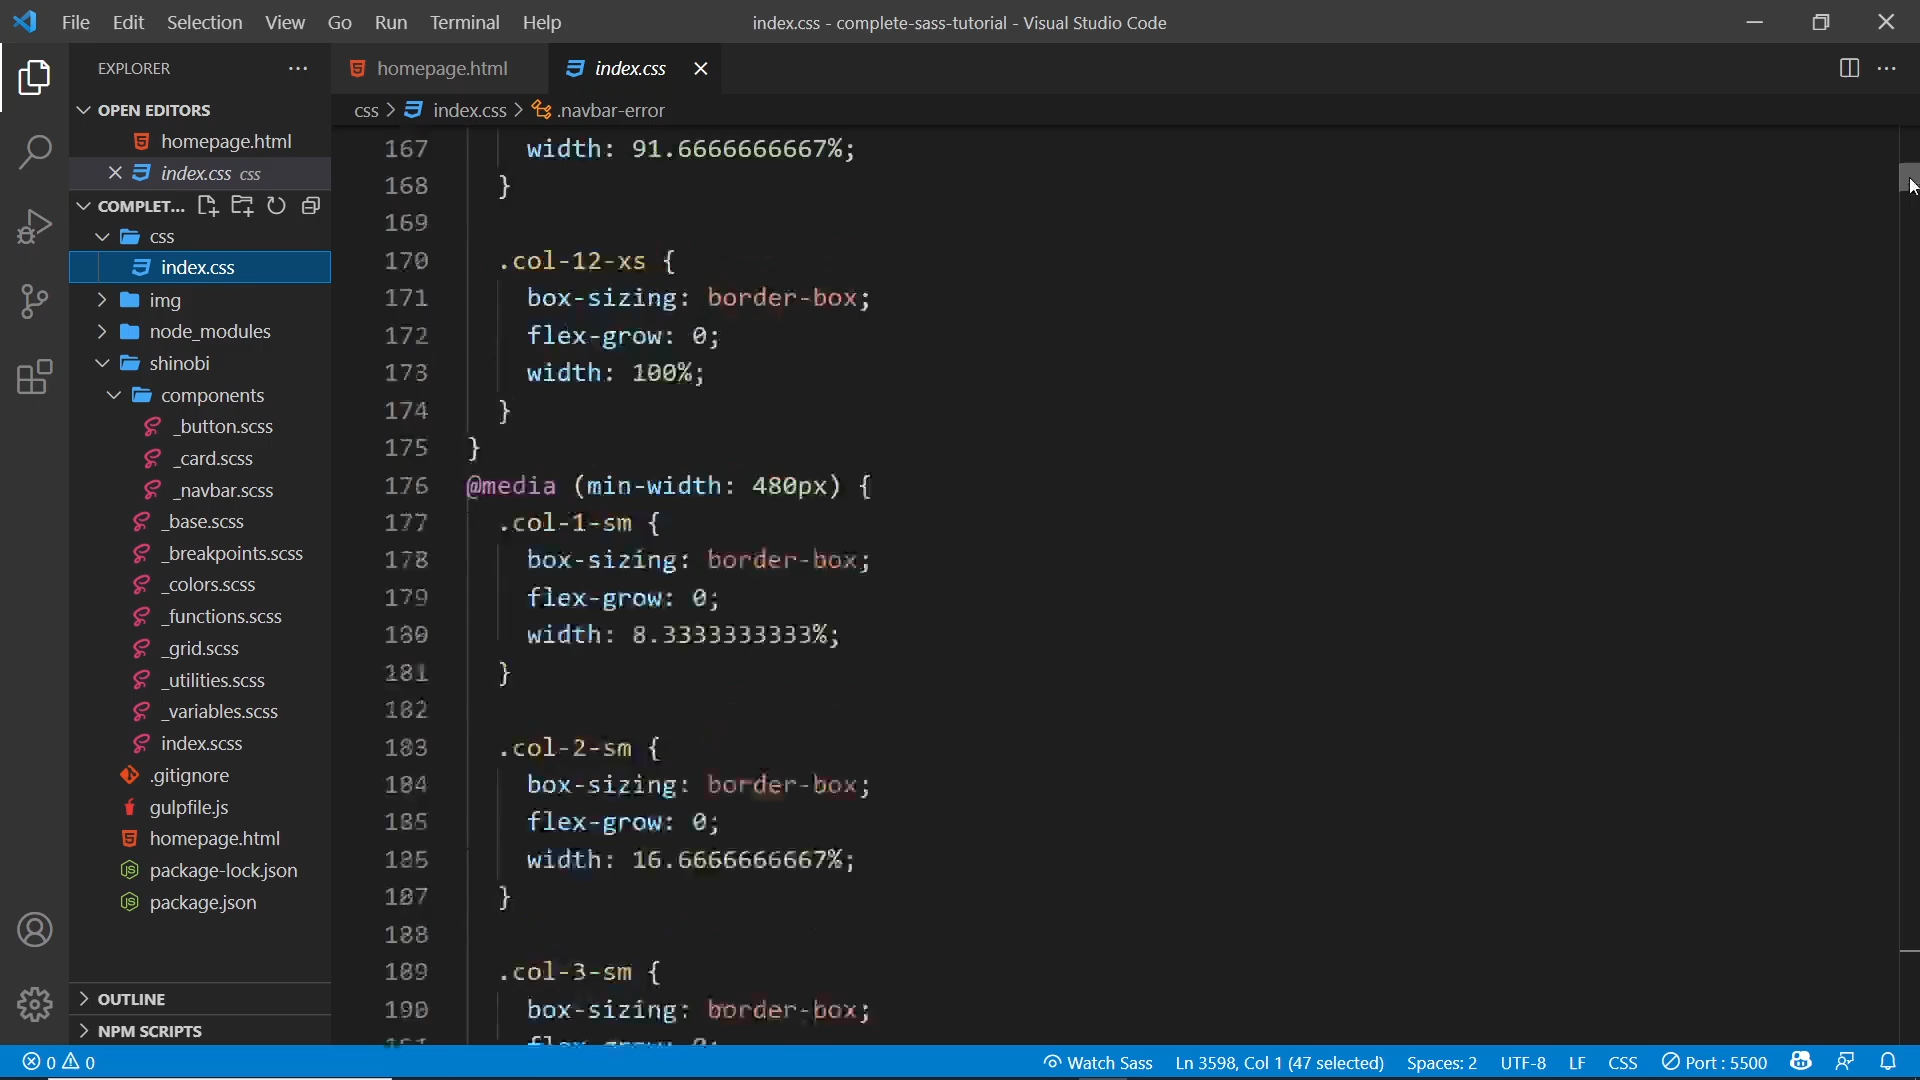 File Edit Selection View Go Run Terminal Help
index.css - complete-sass-tutorial - Visual Studio Code
EXPLORER
OPEN EDITORS
homepage.html
index.css css
COMPLET...
css
index.css
img
node_modules
shinobi
components
_button.scss
_card.scss
_navbar.scss
_base.scss
_breakpoints.scss
_colors.scss
_functions.scss
_grid.scss
_utilities.scss
_variables.scss
index.scss
.gitignore
gulpfile.js
homepage.html
package-lock.json
package.json
OUTLINE
NPM SCRIPTS
homepage.html index.css
css > index.css > .navbar-error
167 width: 91.6666666667%;
168 }
169
170 .col-12-xs {
171 box-sizing: border-box;
172 flex-grow: 0;
173 width: 100%;
174 }
175 }
176 @media (min-width: 480px) {
177 .col-1-sm {
178 box-sizing: border-box;
179 flex-grow: 0;
180 width: 8.3333333333%;
181 }
182
183 .col-2-sm {
184 box-sizing: border-box;
185 flex-grow: 0;
186 width: 16.6666666667%;
187 }
188
189 .col-3-sm {
190 box-sizing: border-box;
191 flex-grow: 0;
0 0
Watch Sass Ln 3598, Col 1 (47 selected) Spaces: 2 UTF-8 LF CSS Port : 5500